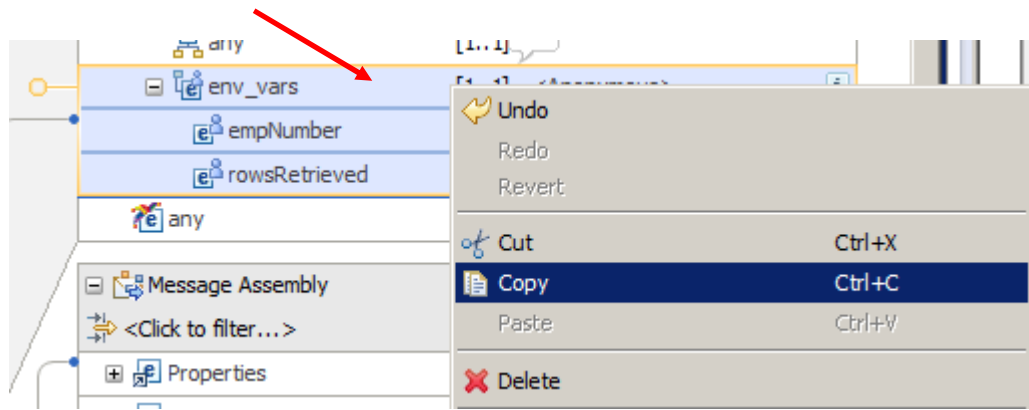 any [1..1]
env_vars
Undo
empNumber
Redo
rowsRetrieved
Revert
any
Cut Ctrl+X
Message Assembly
Copy Ctrl+C
<Click to filter...>
Paste Ctrl+V
Properties
Delete